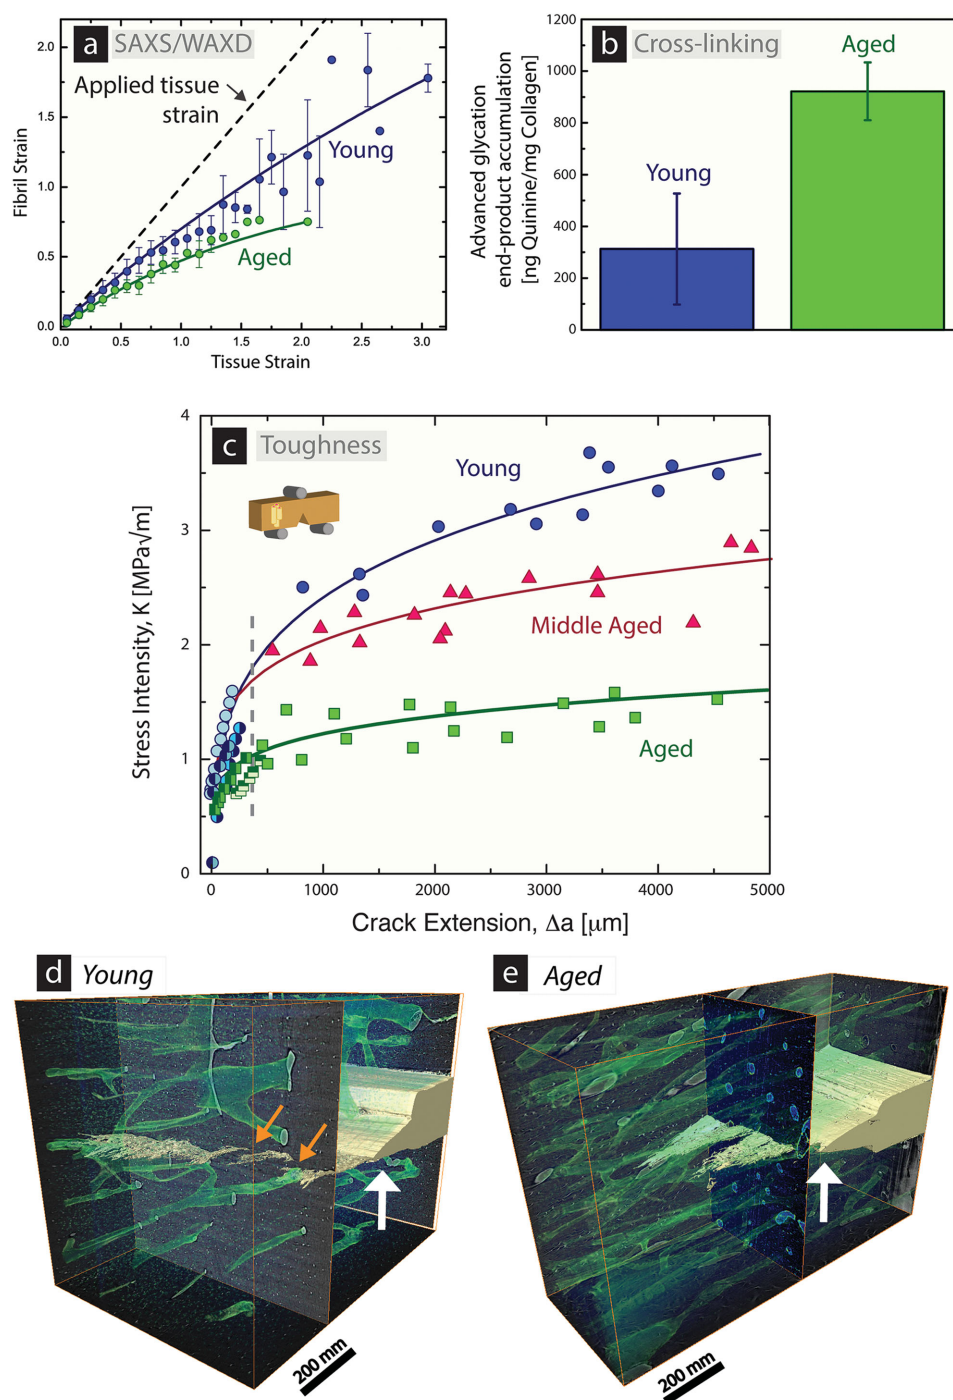 a SAXS/WAXD
2.0
1.5
1.0
0.5
0.0
Fibril Strain
Applied tissue
strain
Young
Aged
0.0 0.5 1.0 1.5 2.0 2.5 3.0
Tissue Strain
b Cross-linking
Aged
Young
Advanced glycation
end-product accumulation
[ng Quinine/mg Collagen]
1200
1000
800
600
400
200
0
c Toughness
4
3
2
1
0
Stress Intensity, K [MPa√m]
Young
Middle Aged
Aged
0 1000 2000 3000 4000 5000
Crack Extension, Δa [μm]
d Young
200 mm
e Aged
200 mm